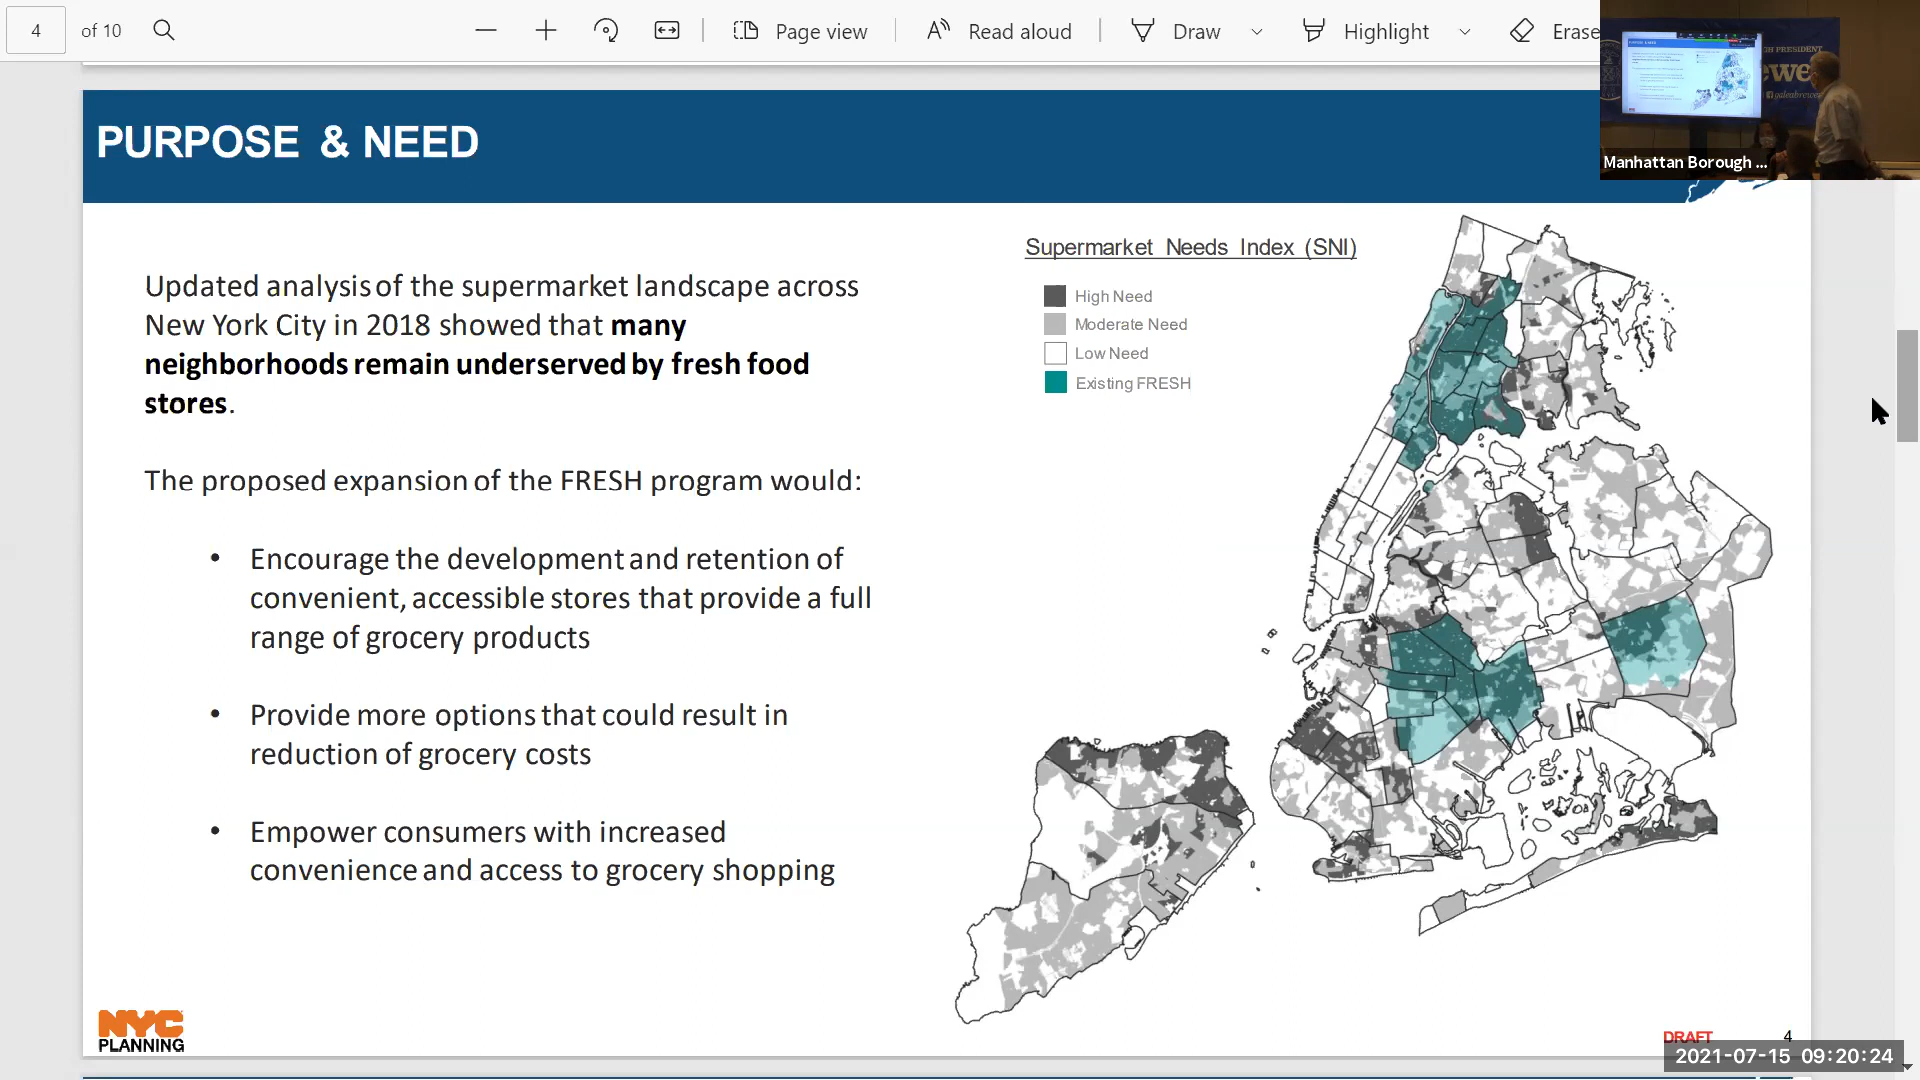 4 of 10 Page view Read aloud Draw Highlight Erase
PURPOSE & NEED
Manhattan Borough ...
Updated analysis of the supermarket landscape across
New York City in 2018 showed that many
neighborhoods remain underserved by fresh food
stores.
The proposed expansion of the FRESH program would:
• Encourage the development and retention of
convenient, accessible stores that provide a full
range of grocery products
• Provide more options that could result in
reduction of grocery costs
• Empower consumers with increased
convenience and access to grocery shopping
Supermarket Needs Index (SNI)
High Need
Moderate Need
Low Need
Existing FRESH
NYC
PLANNING
DRAFT 4
2021-07-15 09:20:24